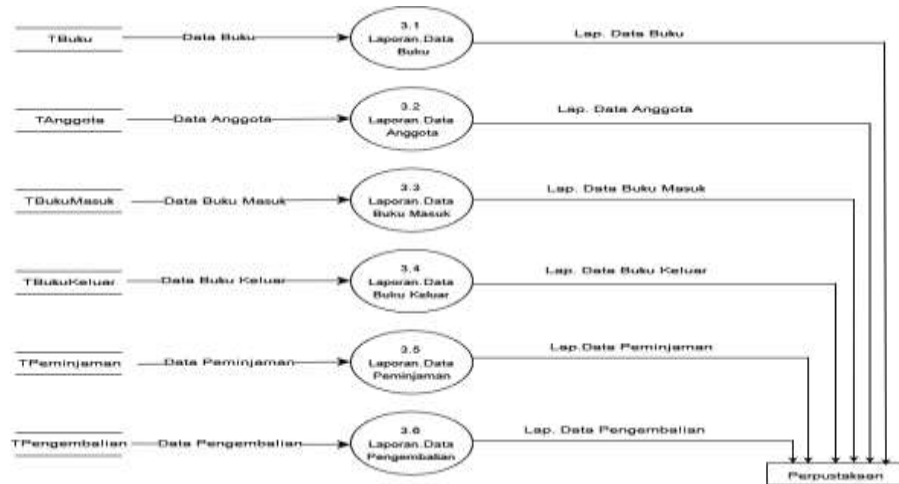 TBuku
Data Buku
3.1
Laporan.Data
Buku
Lap. Data Buku
TAnggota
Data Anggota
3.2
Laporan.Data
Anggota
Lap. Data Anggota
TBukuMasuk
Data Buku Masuk
3.3
Laporan.Data
Buku Masuk
Lap. Data Buku Masuk
TBukuKeluar
Data Buku Keluar
3.4
Laporan.Data
Buku Keluar
Lap. Data Buku Keluar
TPeminjaman
Data Peminjaman
3.5
Laporan.Data
Peminjaman
Lap.Data Peminjaman
TPengembalian
Data Pengembalian
3.6
Laporan.Data
Pengembalian
Lap. Data Pengembalian
Perpustakaan